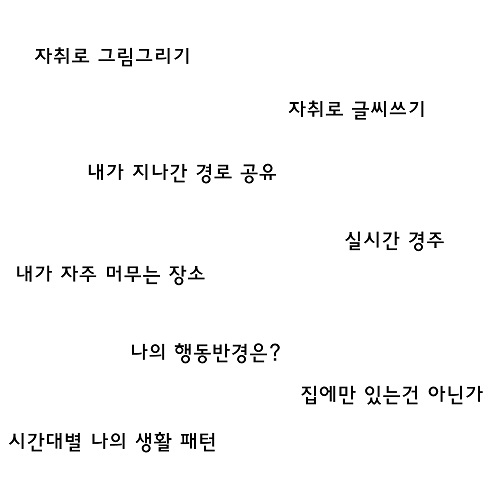 자취로 그림그리기
자취로 글씨쓰기
내가 지나간 경로 공유
실시간 경주
내가 자주 머무는 장소
나의 행동반경은?
집에만 있는건 아닌가
시간대별 나의 생활 패턴